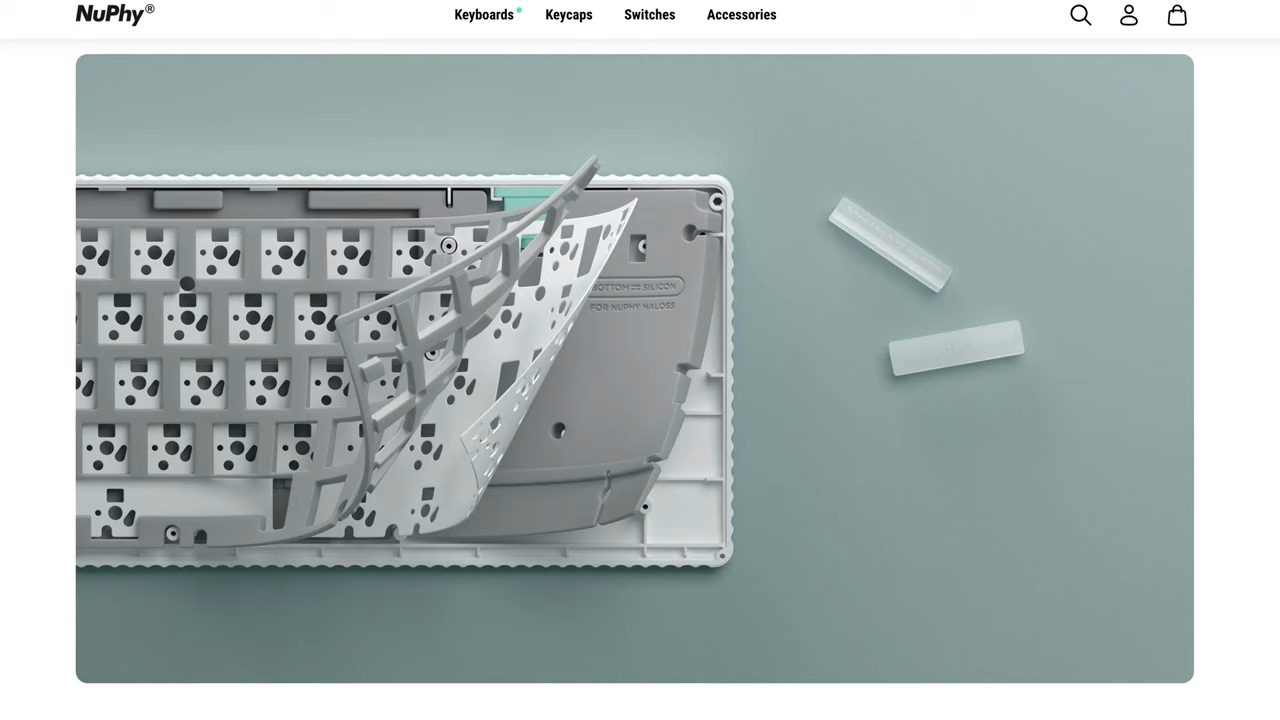 NuPhy®
Keyboards
Keycaps
Switches
Accessories
BOTTOM == SILICON
FOR NUPHY HALO65